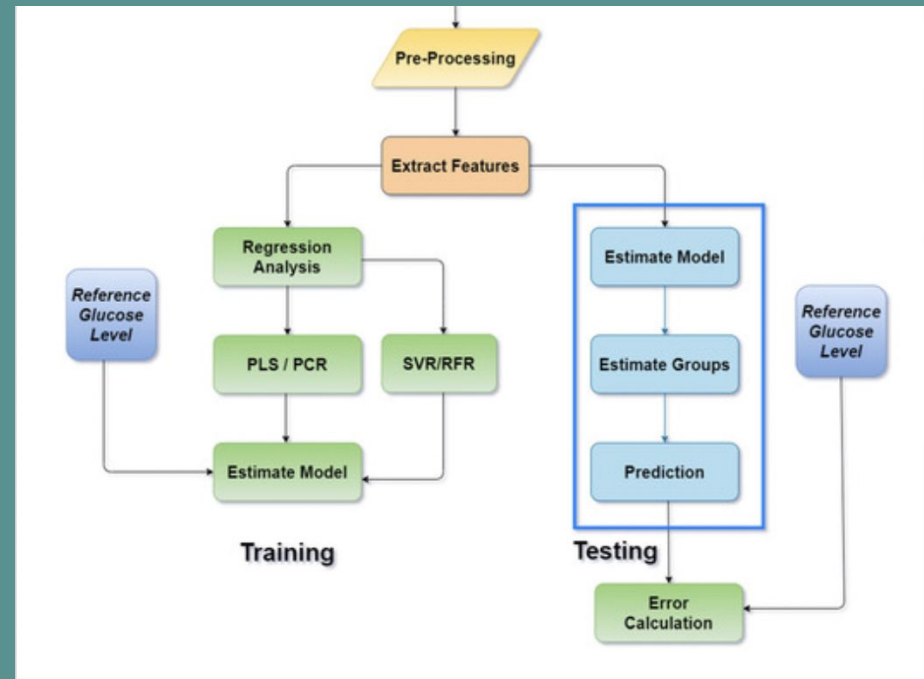 Pre-Processing
Extract Features
Regression
Analysis
Estimate Model
Reference
Glucose
Level
Reference
Glucose
Level
PLS / PCR
SVR/RFR
Estimate Groups
Estimate Model
Prediction
Training
Testing
Error
Calculation